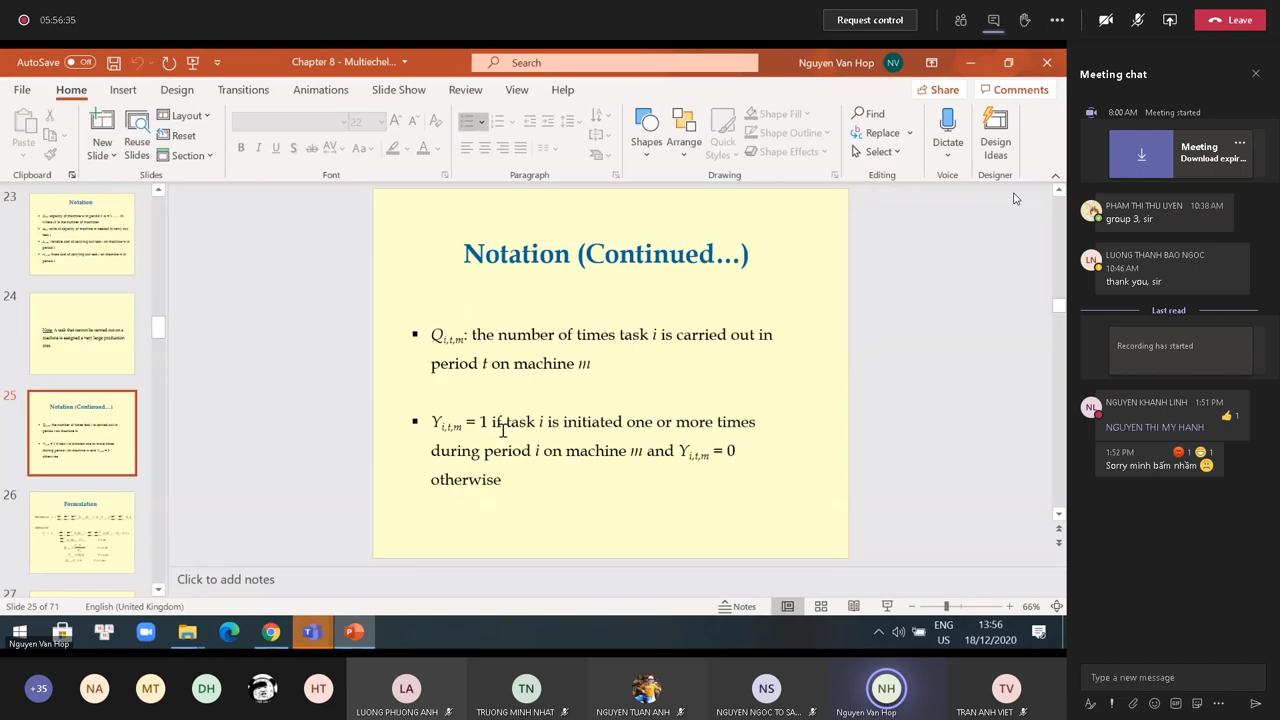 05:56:35
Request control
Leave
AutoSave Off
Chapter 8 - Multiechel...
Search
Nguyen Van Hop
NV
File Home Insert Design Transitions Animations Slide Show Review View Help
Share
Comments
Paste
New Slide
Reuse Slides
Layout
Reset
Section
22
Shapes
Arrange
Quick Styles
Shape Fill
Shape Outline
Shape Effects
Find
Replace
Select
Dictate
Design Ideas
Clipboard
Slides
Font
Paragraph
Drawing
Editing
Voice
Designer
23
Notation
24
25
Notation (Continued…)
26
Formulation
27
Notation (Continued…)
Q i,t,m: the number of times task i is carried out in
period t on machine m
Y i,t,m = 1 if task i is initiated one or more times
during period i on machine m and Y i,t,m = 0
otherwise
Click to add notes
Slide 25 of 71
English (United Kingdom)
Notes
66%
Nguyen Van Hop
ENG
US
13:56
18/12/2020
+35
NA
MT
DH
HT
LA
LUONG PHUONG ANH
TN
TRUONG MINH NHAT
NGUYEN TUAN ANH
NS
NGUYEN NGOC TO SA...
NH
Nguyen Van Hop
TV
TRAN ANH VIET
Meeting chat
8:00 AM Meeting started
Meeting
Download expir...
PHAM THI THU UYEN 10:38 AM
group 3, sir
LN
LUONG THANH BAO NGOC
10:46 AM
thank you, sir
Last read
Recording has started
NL
NGUYEN KHANH LINH 1:51 PM
1
NGUYEN THI MY HANH
1:52 PM
1
1
Sorry mình bấm nhầm
Type a new message